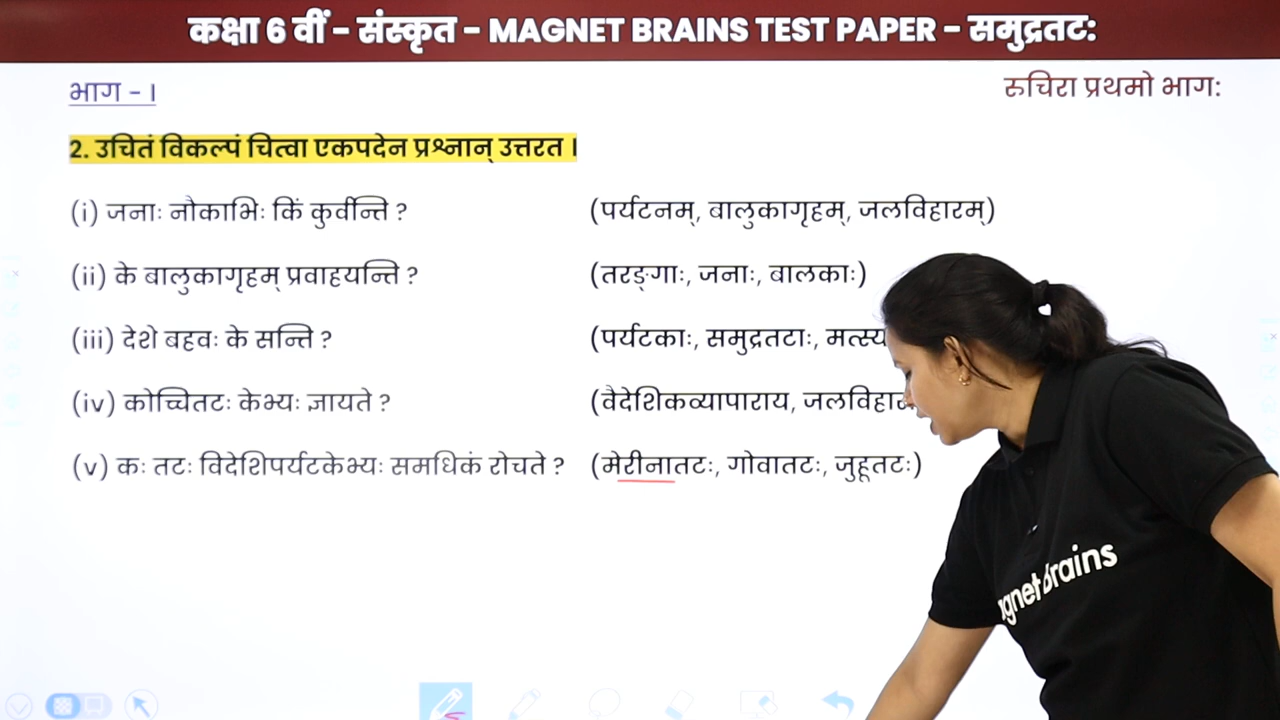 कक्षा 6 वीं - संस्कृत - MAGNET BRAINS TEST PAPER - समुद्रतटः
भाग - I
रुचिरा प्रथमो भागः
2. उचितं विकल्पं चित्वा एकपदेन प्रश्नान् उत्तरत ।
(i) जनाः नौकाभिः किं कुर्वन्ति ? (पर्यटनम्, बालुकागृहम्, जलविहारम्)
(ii) के बालुकागृहम् प्रवाहयन्ति ? (तरङ्गाः, जनाः, बालकाः)
(iii) देशे बहवः के सन्ति ? (पर्यटकाः, समुद्रतटाः,
(iv) कोच्चितटः केभ्यः ज्ञायते ? (वैदेशिकव्यापाराय,
(v) कः तटः विदेशिपर्यटकेभ्यः समधिकं रोचते ? (मेरीनातटः, गोवातटः, जुहूतटः)
gnet Brains